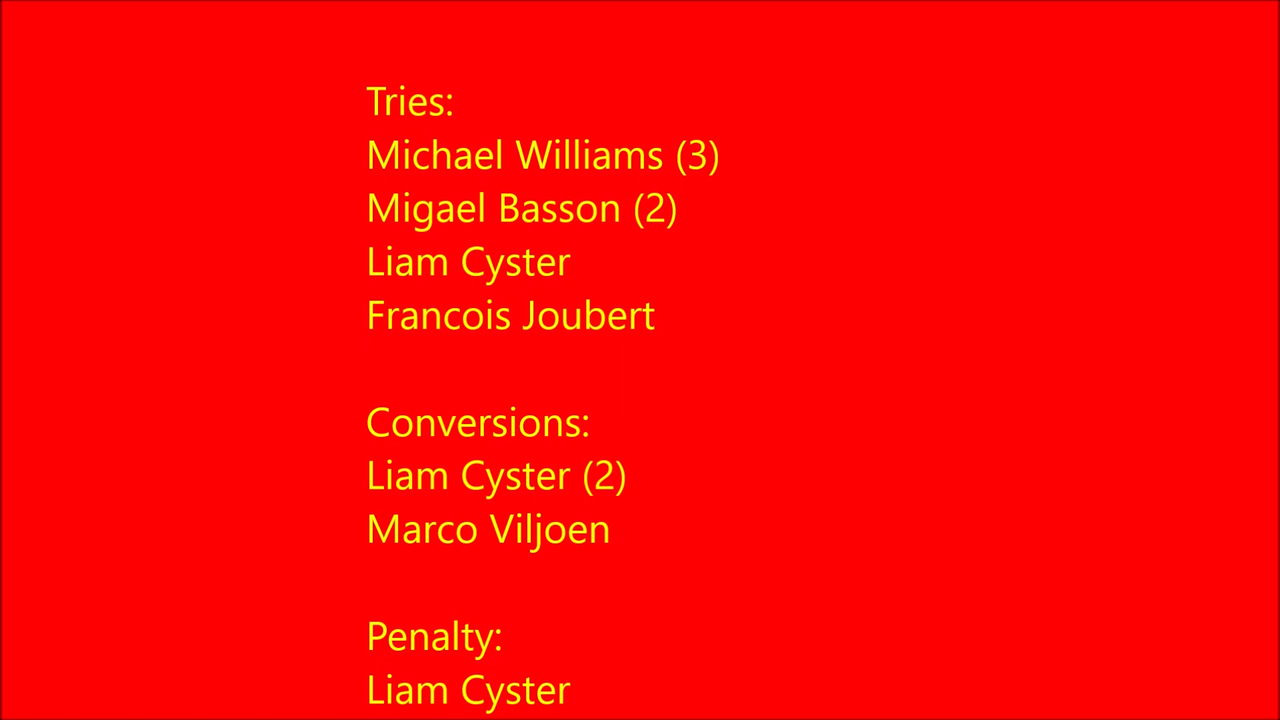 Tries:
Michael Williams (3)
Migael Basson (2)
Liam Cyster
Francois Joubert
Conversions:
Liam Cyster (2)
Marco Viljoen
Penalty:
Liam Cyster